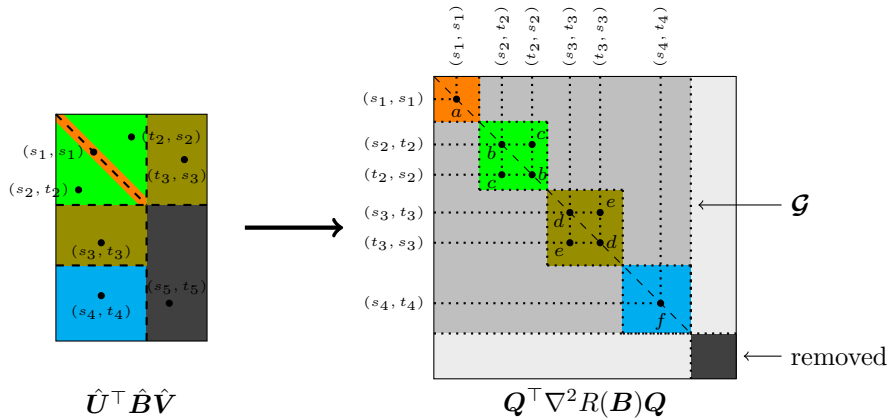 (s₁, s₁)
(s₂, t₂)
(t₂, s₂)
(s₃, t₃)
(t₃, s₃)
(s₄, t₄)
(s₁, s₁)
a
(t₂, s₂)
(s₂, t₂)
b
c
(s₁, s₁)
(t₃, s₃)
(t₂, s₂)
c
b
(s₂, t₂)
(s₃, t₃)
d
e
𝓖
(t₃, s₃)
e
d
(s₃, t₃)
(s₅, t₅)
(s₄, t₄)
(s₄, t₄)
f
removed
Û⊤B̂V̂
Q⊤∇²R(B)Q